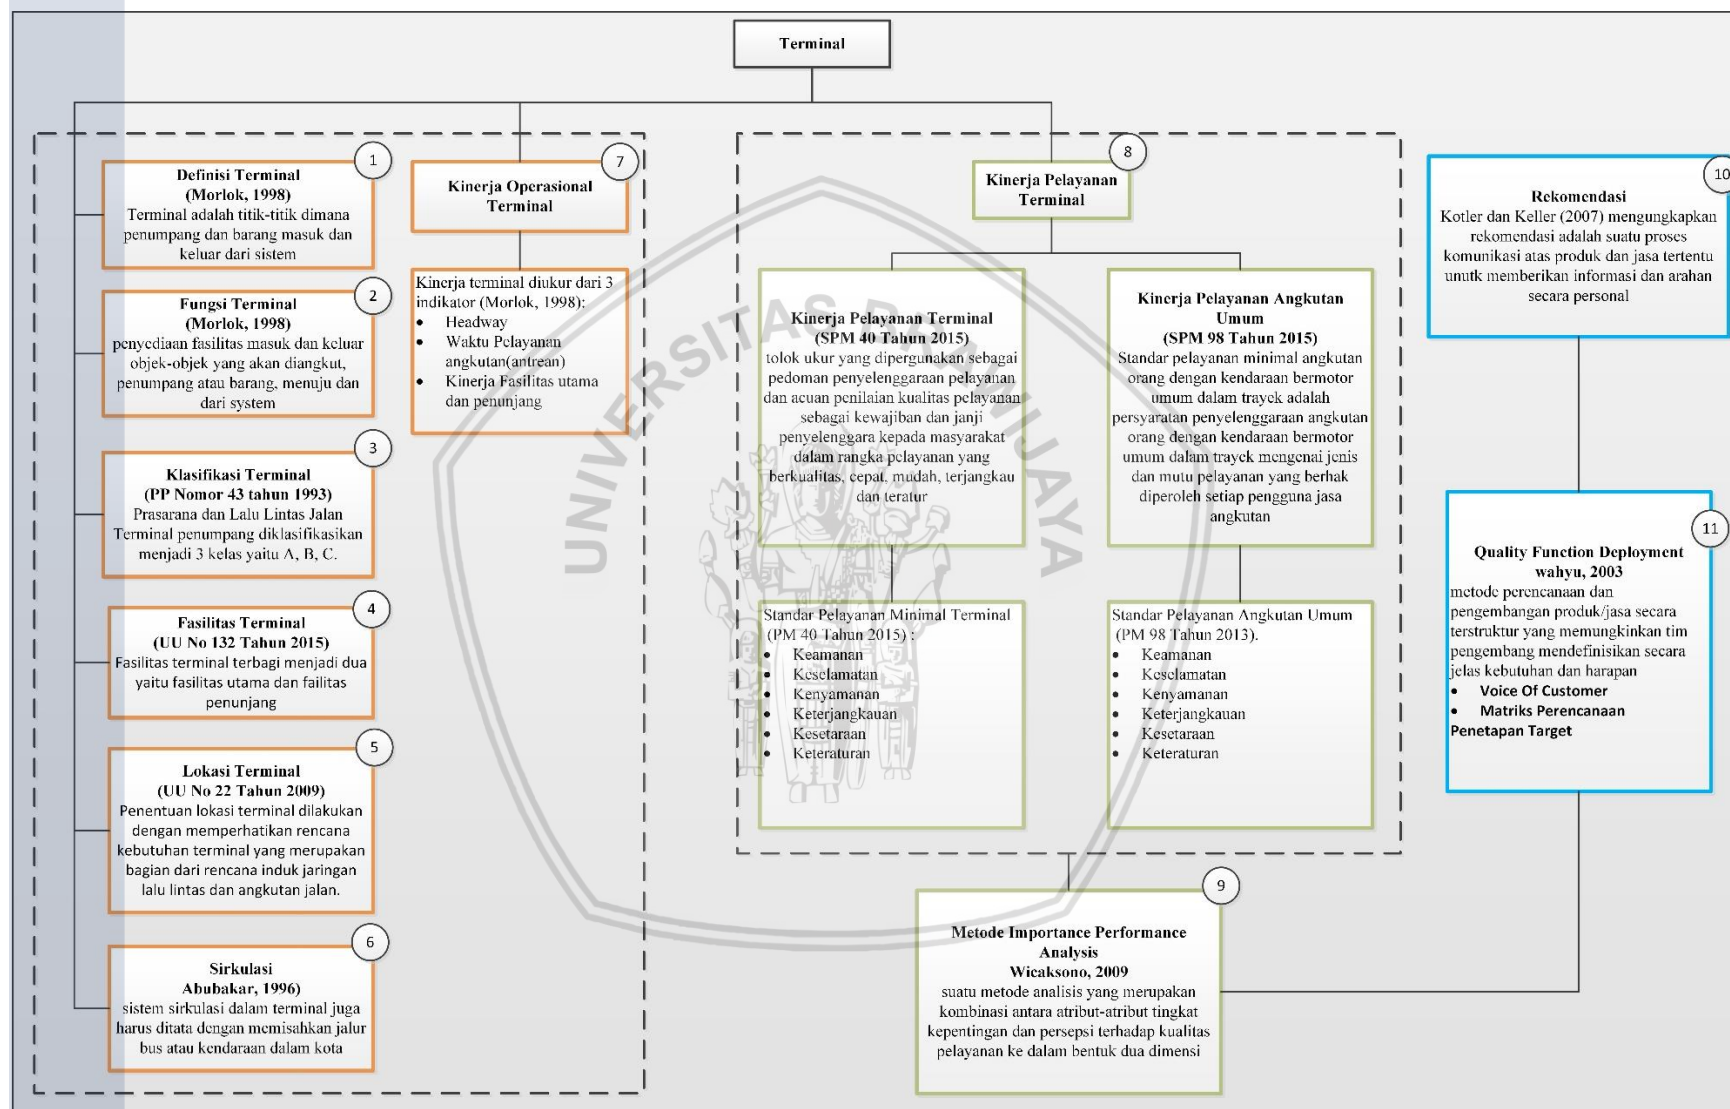 Terminal
1
Definisi Terminal
(Morlok, 1998)
Terminal adalah titik-titik dimana
penumpang dan barang masuk dan
keluar dari sistem
2
Fungsi Terminal
(Morlok, 1998)
penyediaan fasilitas masuk dan keluar
objek-objek yang akan diangkut,
penumpang atau barang, menuju dan
dari system
3
Klasifikasi Terminal
(PP Nomor 43 tahun 1993)
Prasarana dan Lalu Lintas Jalan
Terminal penumpang diklasifikasikan
menjadi 3 kelas yaitu A, B, C.
4
Fasilitas Terminal
(UU No 132 Tahun 2015)
Fasilitas terminal terbagi menjadi dua
yaitu fasilitas utama dan failitas
penunjang
5
Lokasi Terminal
(UU No 22 Tahun 2009)
Penentuan lokasi terminal dilakukan
dengan memperhatikan rencana
kebutuhan terminal yang merupakan
bagian dari rencana induk jaringan
lalu lintas dan angkutan jalan.
6
Sirkulasi
Abubakar, 1996)
sistem sirkulasi dalam terminal juga
harus ditata dengan memisahkan jalur
bus atau kendaraan dalam kota
7
Kinerja Operasional
Terminal
Kinerja terminal diukur dari 3
indikator (Morlok, 1998):
• Headway
• Waktu Pelayanan
angkutan(antrean)
• Kinerja Fasilitas utama
dan penunjang
8
Kinerja Pelayanan
Terminal
Kinerja Pelayanan Terminal
(SPM 40 Tahun 2015)
tolok ukur yang dipergunakan sebagai
pedoman penyelenggaraan pelayanan
dan acuan penilaian kualitas pelayanan
sebagai kewajiban dan janji
penyelenggara kepada masyarakat
dalam rangka pelayanan yang
berkualitas, cepat, mudah, terjangkau
dan teratur
Kinerja Pelayanan Angkutan
Umum
(SPM 98 Tahun 2015)
Standar pelayanan minimal angkutan
orang dengan kendaraan bermotor
umum dalam trayek adalah
persyaratan penyelenggaraan angkutan
orang dengan kendaraan bermotor
umum dalam trayek mengenai jenis
dan mutu pelayanan yang berhak
diperoleh setiap pengguna jasa
angkutan
Standar Pelayanan Minimal Terminal
(PM 40 Tahun 2015) :
• Keamanan
• Keselamatan
• Kenyamanan
• Keterjangkauan
• Kesetaraan
• Keteraturan
Standar Pelayanan Angkutan Umum
(PM 98 Tahun 2013).
• Keamanan
• Keselamatan
• Kenyamanan
• Keterjangkauan
• Kesetaraan
• Keteraturan
9
Metode Importance Performance
Analysis
Wicaksono, 2009
suatu metode analisis yang merupakan
kombinasi antara atribut-atribut tingkat
kepentingan dan persepsi terhadap kualitas
pelayanan ke dalam bentuk dua dimensi
10
Rekomendasi
Kotler dan Keller (2007) mengungkapkan
rekomendasi adalah suatu proses
komunikasi atas produk dan jasa tertentu
unutk memberikan informasi dan arahan
secara personal
11
Quality Function Deployment
wahyu, 2003
metode perencanaan dan
pengembangan produk/jasa secara
terstruktur yang memungkinkan tim
pengembang mendefinisikan secara
jelas kebutuhan dan harapan
• Voice Of Customer
• Matriks Perencanaan
Penetapan Target
UNIVERSITAS BRAWIJAYA